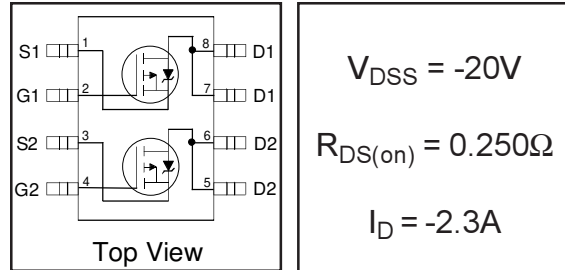 S1 1 8 D1
G1 2 7 D1
S2 3 6 D2
G2 4 5 D2
Top View
VDSS = -20V
RDS(on) = 0.250Ω
ID = -2.3A